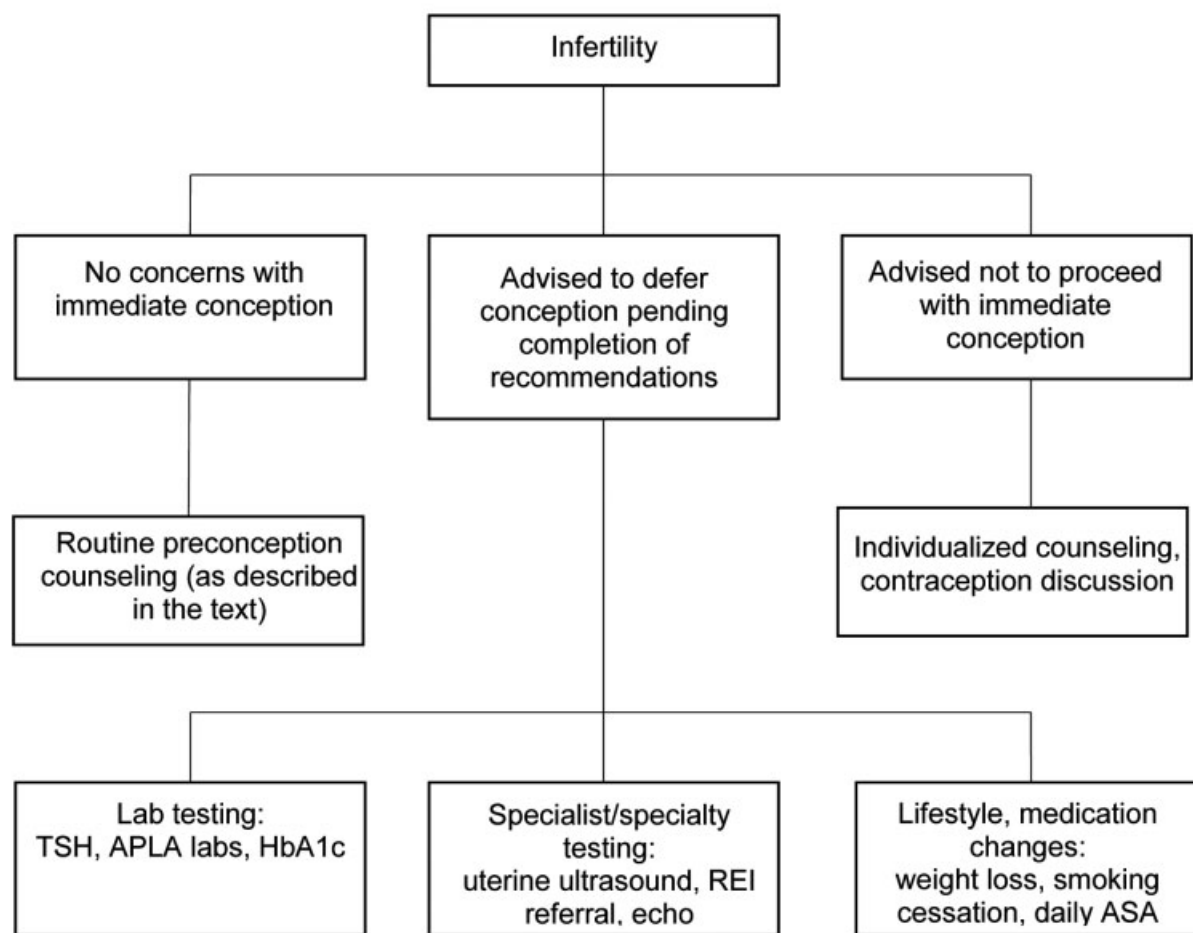 Infertility
No concerns with
immediate conception
Advised to defer
conception pending
completion of
recommendations
Advised not to proceed
with immediate
conception
Routine preconception
counseling (as described
in the text)
Individualized counseling,
contraception discussion
Lab testing:
TSH, APLA labs, HbA1c
Specialist/specialty
testing:
uterine ultrasound, REI
referral, echo
Lifestyle, medication
changes:
weight loss, smoking
cessation, daily ASA